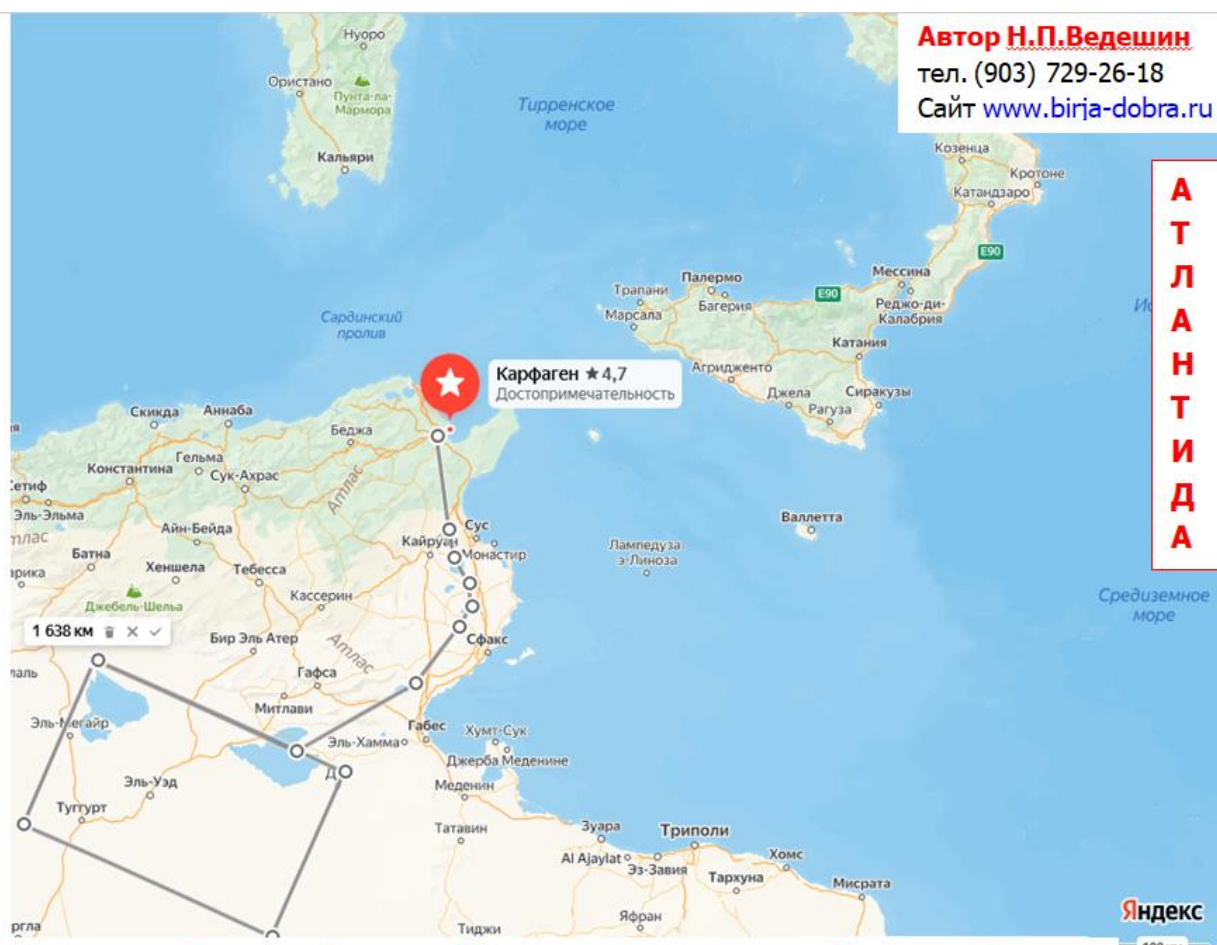 Автор Н.П.Ведешин
тел. (903) 729-26-18
Сайт www.birja-dobra.ru
АТЛАНТИДА
Нуоро
Ористано
Пунта-ла-
Мармора
Тирренское
море
Кальяри
Козенца
Кротоне
Катандзаро
E90
Мессина
Палермо
Трапани
Багерия
E90
Марсала
Реджо-ди-
Калабрия
Сардинский
пролив
Катания
Карфаген ★ 4,7
Достопримечательность
Агридженто
Джела
Сиракузы
Рагуза
Скикда
Аннаба
Беджа
Гельма
Константина
Сук-Ахрас
Атлас
Эль-Эльма
Айн-Бейда
Сус
Валлетта
Кайруан
Монастир
Лампедуза
э-Линоза
Батна
Хеншела
Тебесса
Кассерин
Джебель-Шельа
Средиземное
море
1 638 км
Бир Эль Атер
Атлас
Сфакс
Гафса
Митлави
Эль-Мегайр
Габес
Хумт-Сук
Эль-Хамма
Джерба Меденине
Д
Эль-Уэд
Меденин
Туггурт
Татавин
Зуара
Триполи
Al Ajaylat
Эз-Завия
Хомс
Тархуна
Мисрата
Яфран
Тиджи
Яндекс